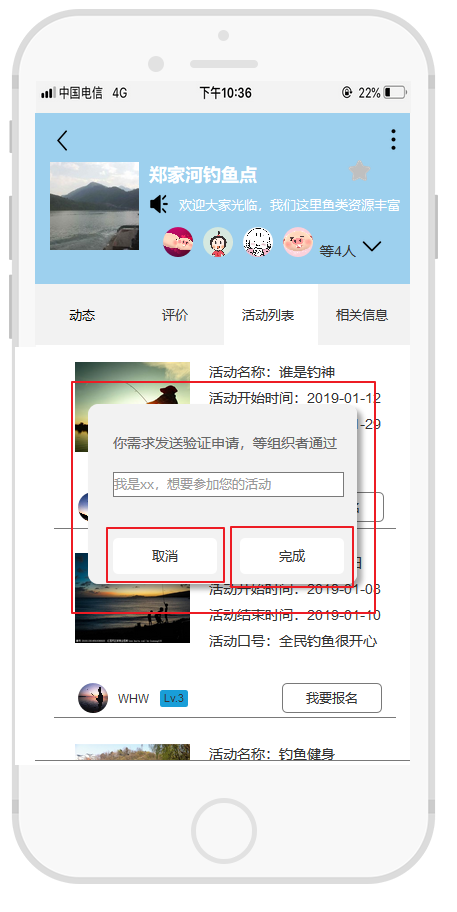 中国电信 4G 下午10:36 22%
郑家河钓鱼点
欢迎大家光临，我们这里鱼类资源丰富
等4人
动态 评价 活动列表 相关信息
活动名称：谁是钓神
活动开始时间：2019-01-12
-29
你需求发送验证申请，等组织者通过
我是xx，想要参加您的活动
取消 完成
活动开始时间：2019-01-03
活动结束时间：2019-01-10
活动口号：全民钓鱼很开心
WHW Lv.3 我要报名
活动名称：钓鱼健身